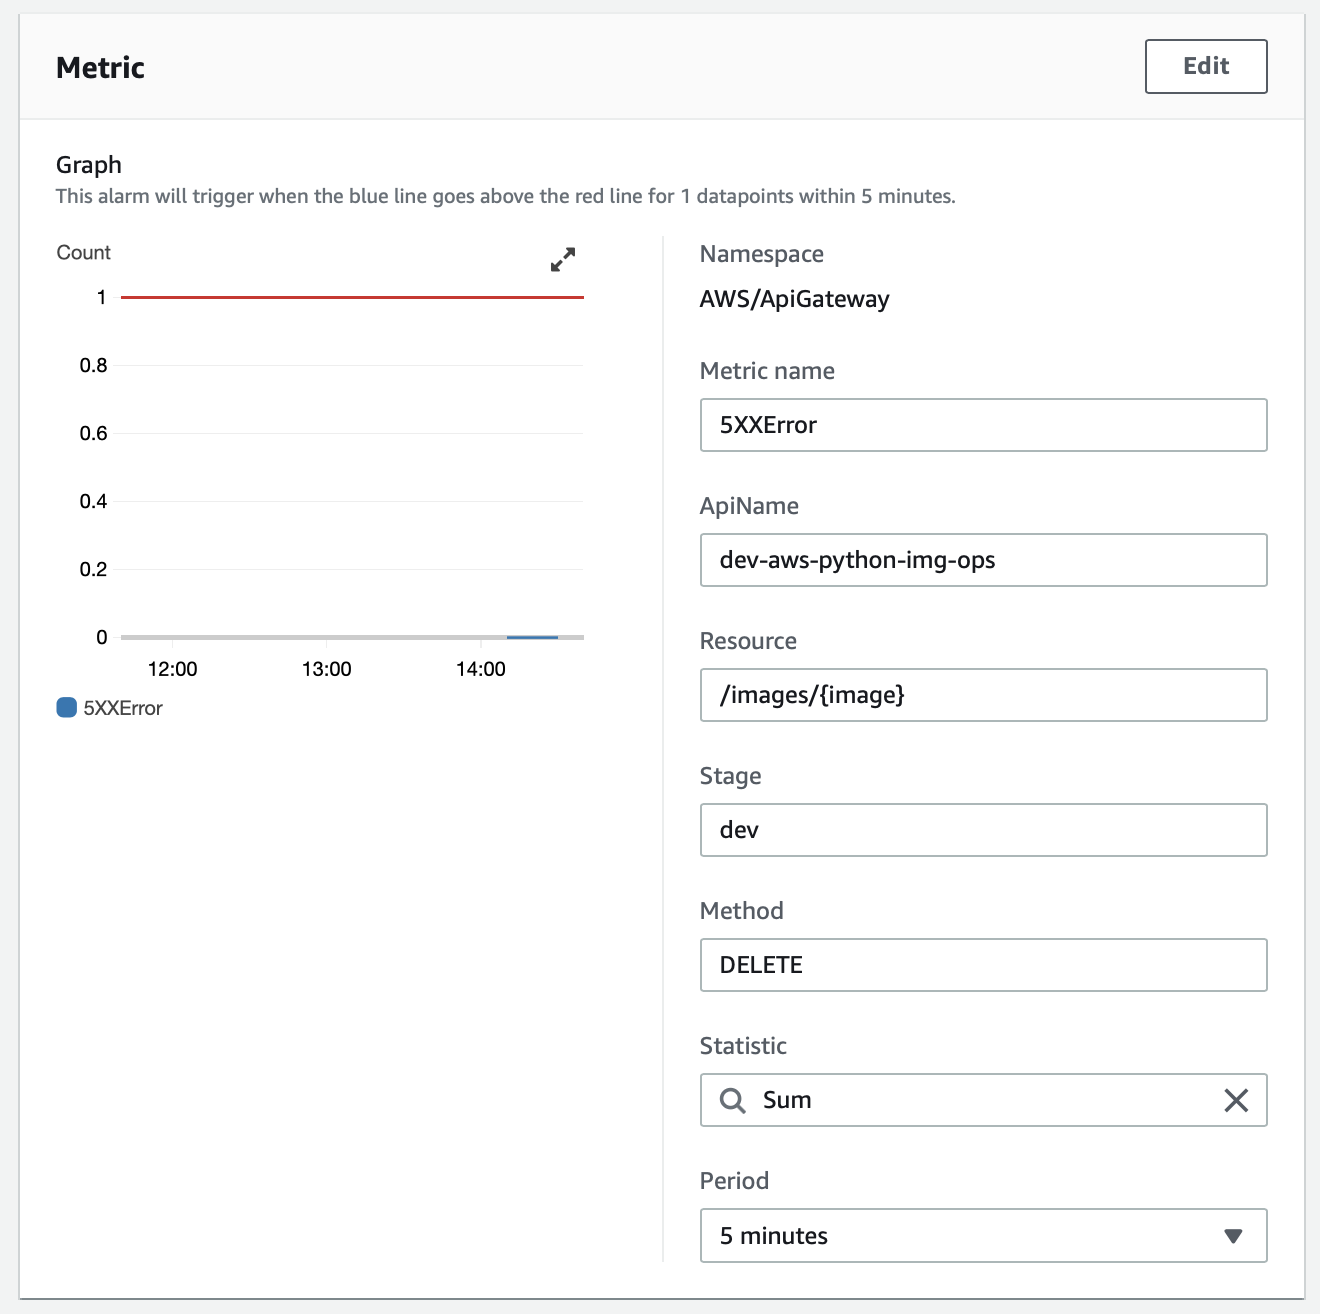 Metric
Edit
Graph
This alarm will trigger when the blue line goes above the red line for 1 datapoints within 5 minutes.
Count
1
0.8
0.6
0.4
0.2
0
12:00 13:00 14:00
5XXError
Namespace
AWS/ApiGateway
Metric name
5XXError
ApiName
dev-aws-python-img-ops
Resource
/images/{image}
Stage
dev
Method
DELETE
Statistic
Sum
Period
5 minutes